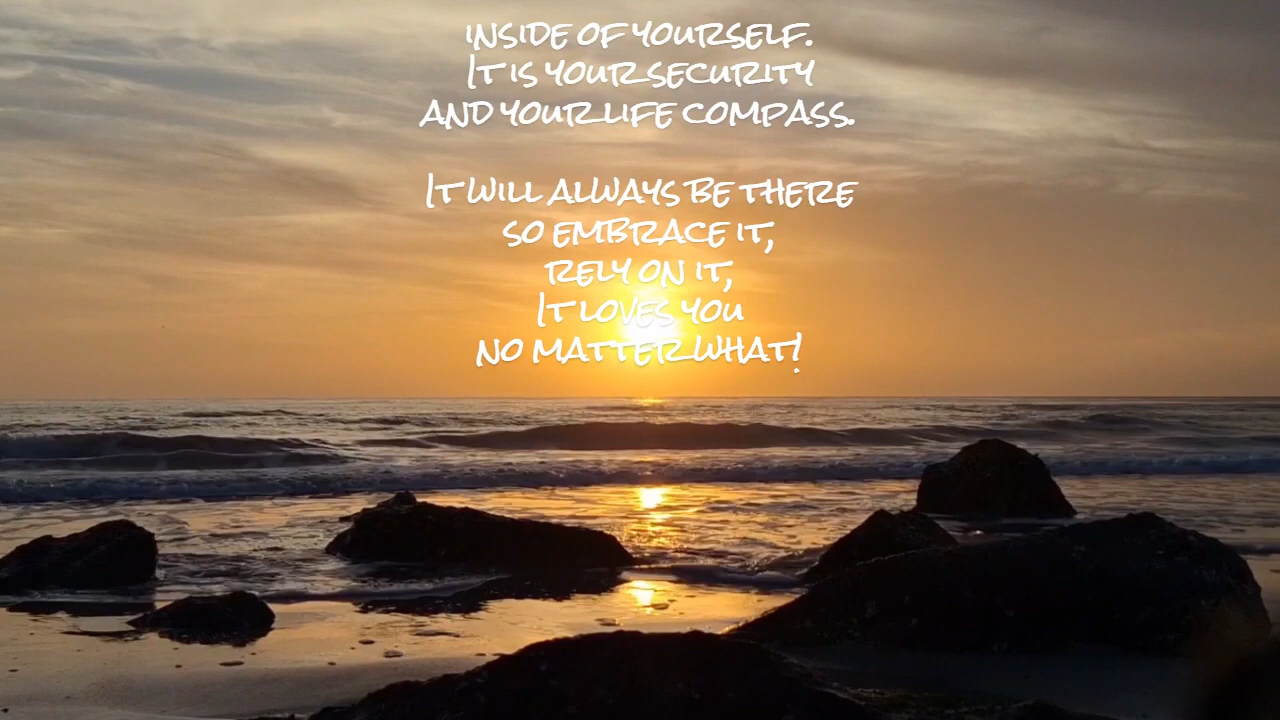 INSIDE OF YOURSELF.
IT IS YOUR SECURITY
AND YOUR LIFE COMPASS.
IT WILL ALWAYS BE THERE
SO EMBRACE IT,
RELY ON IT,
IT LOVES YOU
NO MATTER WHAT!